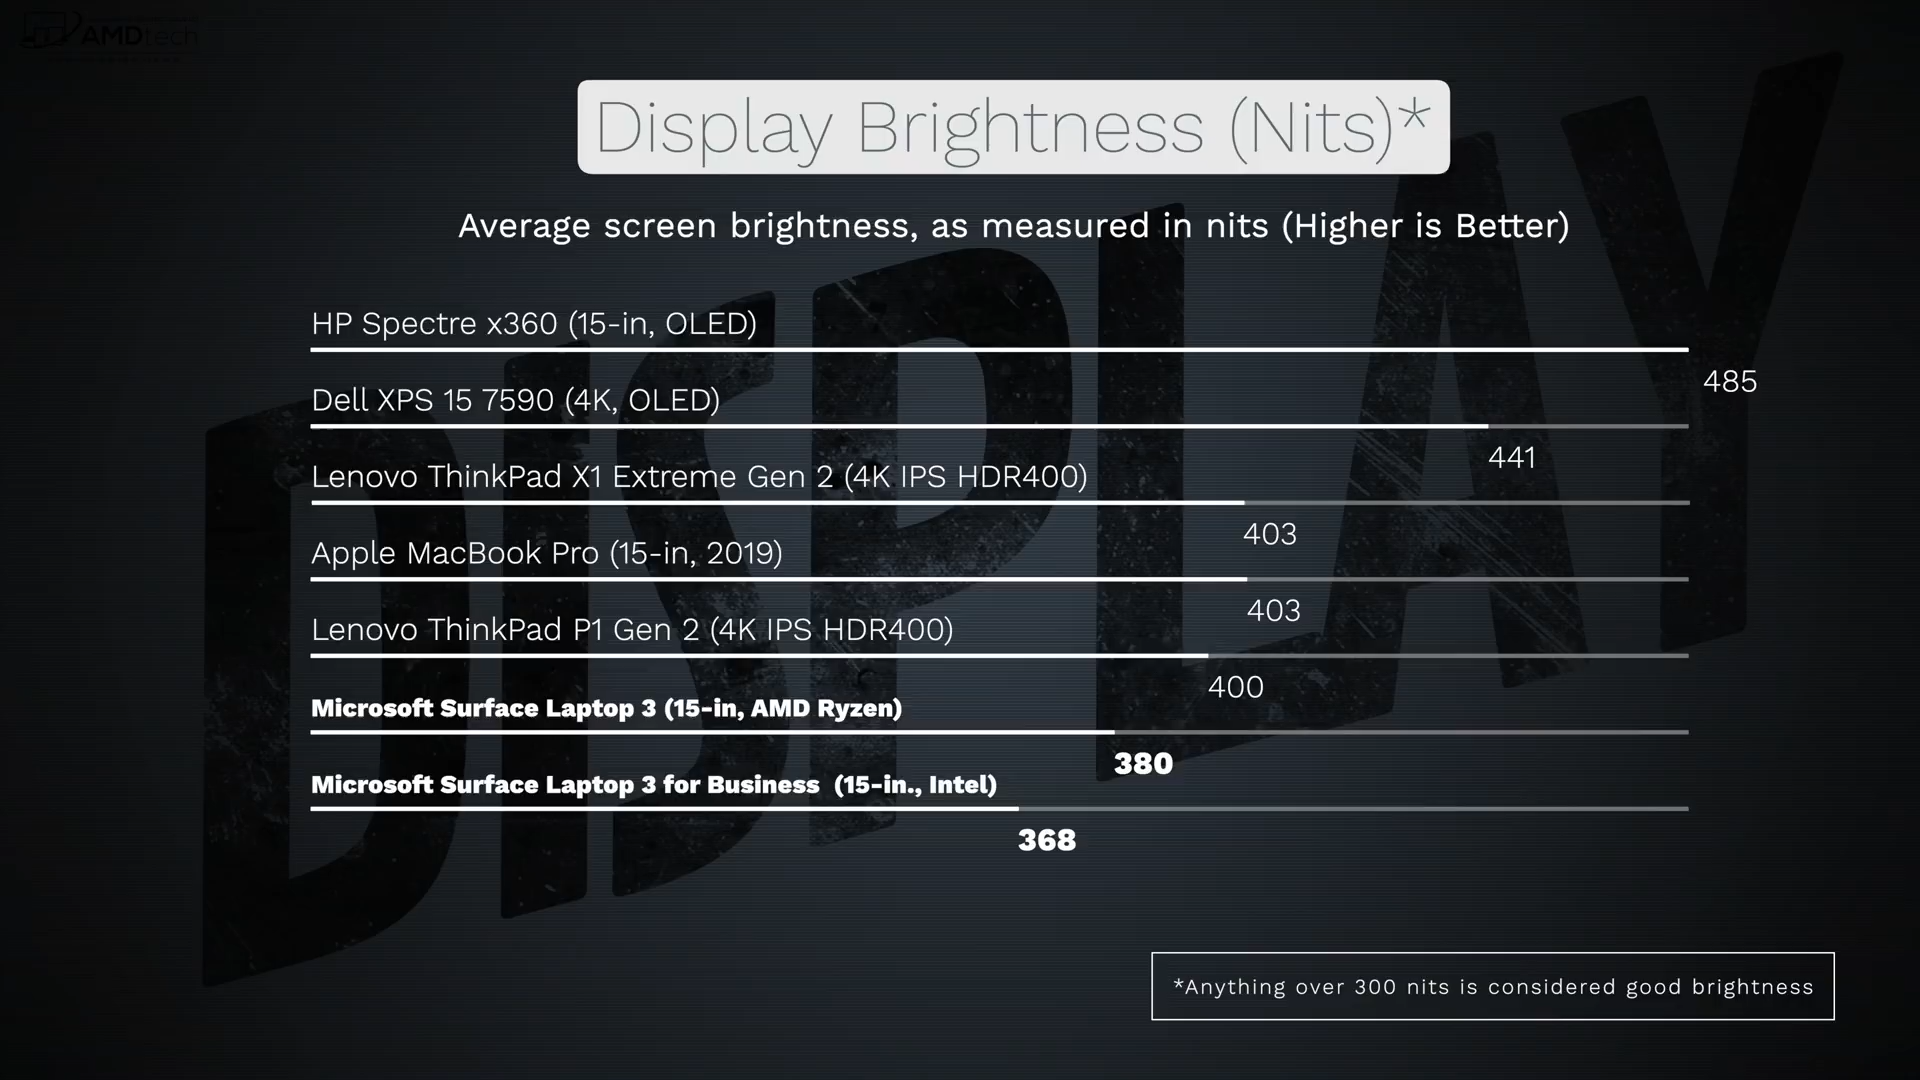 AMDtech
Display Brightness (Nits)*
Average screen brightness, as measured in nits (Higher is Better)
HP Spectre x360 (15-in, OLED)
485
Dell XPS 15 7590 (4K, OLED)
441
Lenovo ThinkPad X1 Extreme Gen 2 (4K IPS HDR400)
403
Apple MacBook Pro (15-in, 2019)
403
Lenovo ThinkPad P1 Gen 2 (4K IPS HDR400)
400
Microsoft Surface Laptop 3 (15-in, AMD Ryzen)
380
Microsoft Surface Laptop 3 for Business (15-in., Intel)
368
*Anything over 300 nits is considered good brightness
DISPLAY